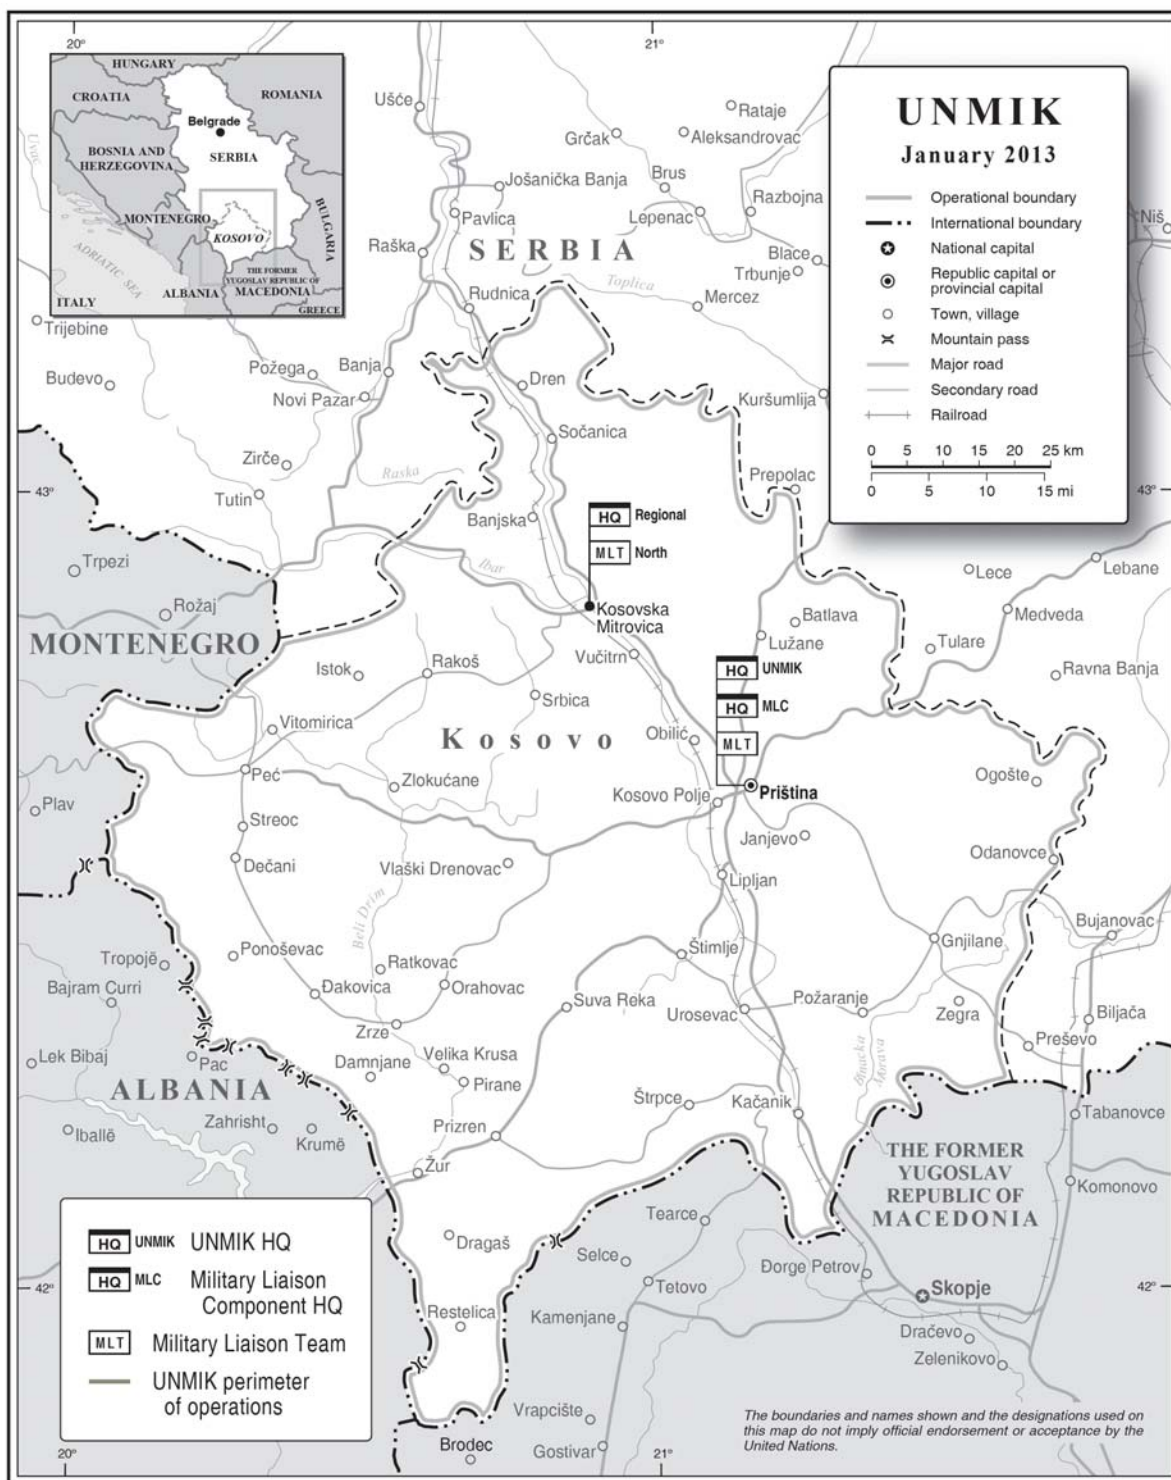 20º
21º
HUNGARY
CROATIA
ROMANIA
Belgrade
BOSNIA AND
HERZEGOVINA
SERBIA
MONTENEGRO
BULGARIA
KOSOVO
ADRIATIC SEA
THE FORMER
YUGOSLAV REPUBLIC OF
MACEDONIA
ALBANIA
ITALY
GREECE
UNMIK
January 2013
Operational boundary
International boundary
National capital
Republic capital or
provincial capital
Town, village
Mountain pass
Major road
Secondary road
Railroad
0 5 10 15 20 25 km
0 5 10 15 mi
Uvac
Ušće
Rataje
Grčak
Aleksandrovac
Brus
Jošanička Banja
Razbojna
Pavlica
Lepenac
Niš
SERBIA
Raška
Blace
Trbunje
Toplica
Rudnica
Mercez
Trijebine
Požega
Banja
Budevo
Dren
Novi Pazar
Kuršumlija
Sočanica
Zirče
Raska
Prepolac
43º
43º
Tutin
Banjska
HQ Regional
MLT North
Ibar
Trpezi
Lece
Lebane
Rožaj
Kosovska
Mitrovica
Batlava
Medveda
MONTENEGRO
Lužane
Tulare
Vučitrn
Istok
Rakoš
HQ UNMIK
Ravna Banja
Srbica
HQ MLC
Vitomirica
Kosovo
Obilić
MLT
Peć
Zlokućane
Ogošte
Priština
Plav
Kosovo Polje
Streoc
Janjevo
Dečani
Vlaški Drenovac
Odanovce
Lipljan
Beli Drim
Bujanovac
Gnjilane
Ponoševac
Štimlje
Tropojë
Ratkovac
Bajram Curri
Đakovica
Orahovac
Suva Reka
Požaranje
Urosevac
Zegra
Biljača
Zrze
Preševo
Velika Krusa
Lek Bibaj
Pac
Damnjane
Binacka
Morava
Pirane
ALBANIA
Štrpce
Kačanik
Tabanovce
Iballë
Zahrisht
Krumë
Prizren
THE FORMER
YUGOSLAV
REPUBLIC OF
MACEDONIA
Žur
Komonovo
Tearce
HQ UNMIK UNMIK HQ
Dragaš
Selce
Đorge Petrov
HQ MLC Military Liaison
Component HQ
42º
Tetovo
Skopje
42º
Restelica
Kamenjane
MLT Military Liaison Team
Dračevo
Zelenikovo
UNMIK perimeter
of operations
Vrapcište
Brodec
Gostivar
The boundaries and names shown and the designations used on
this map do not imply official endorsement or acceptance by the
United Nations.
20º
21º